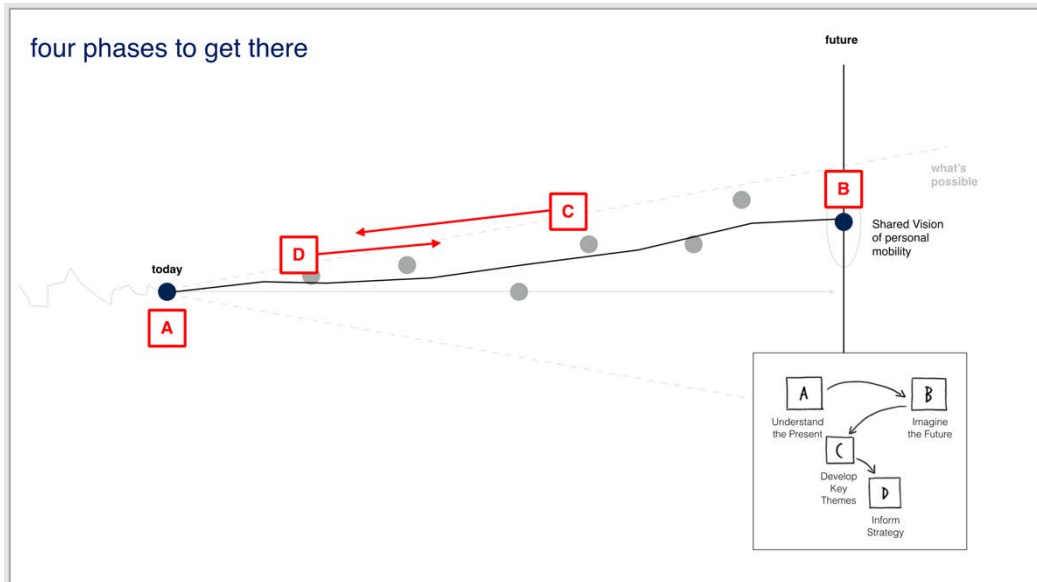 four phases to get there
future
what's
possible
B
C
Shared Vision
of personal
mobility
D
today
A
A
B
Understand
the Present
Imagine
the Future
C
Develop
Key
Themes
D
Inform
Strategy